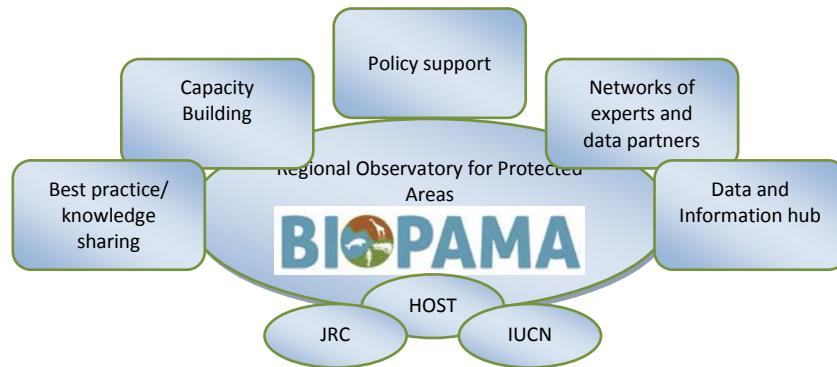 Policy support
Capacity
Building
Networks of
experts and
data partners
Best practice/
knowledge
sharing
Regional Observatory for Protected
Areas
Data and
Information hub
BIOPAMA
HOST
JRC
IUCN